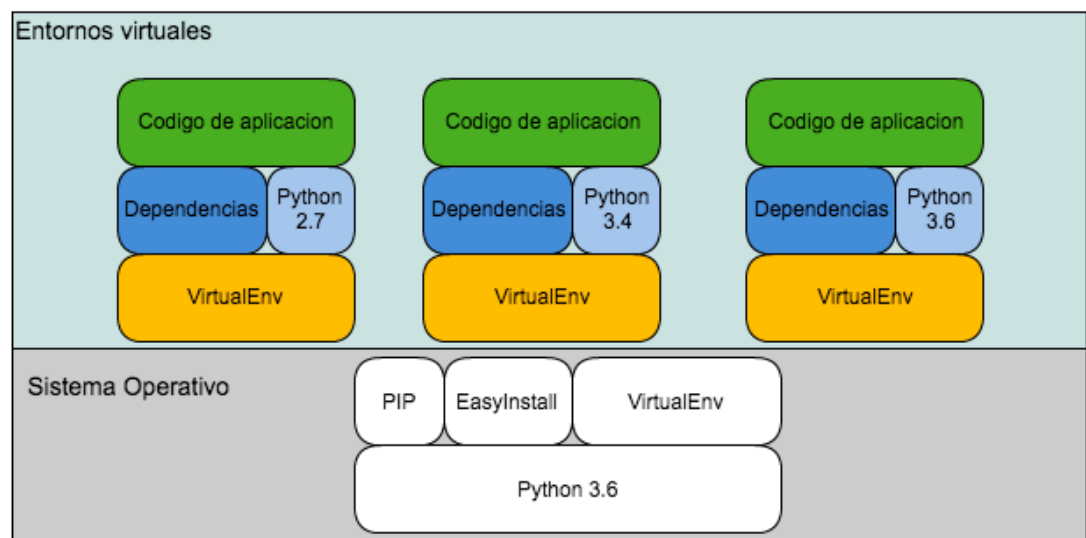 Entornos virtuales
Codigo de aplicacion
Codigo de aplicacion
Codigo de aplicacion
Dependencias
Python
2.7
Dependencias
Python
3.4
Dependencias
Python
3.6
VirtualEnv
VirtualEnv
VirtualEnv
Sistema Operativo
PIP
EasyInstall
VirtualEnv
Python 3.6